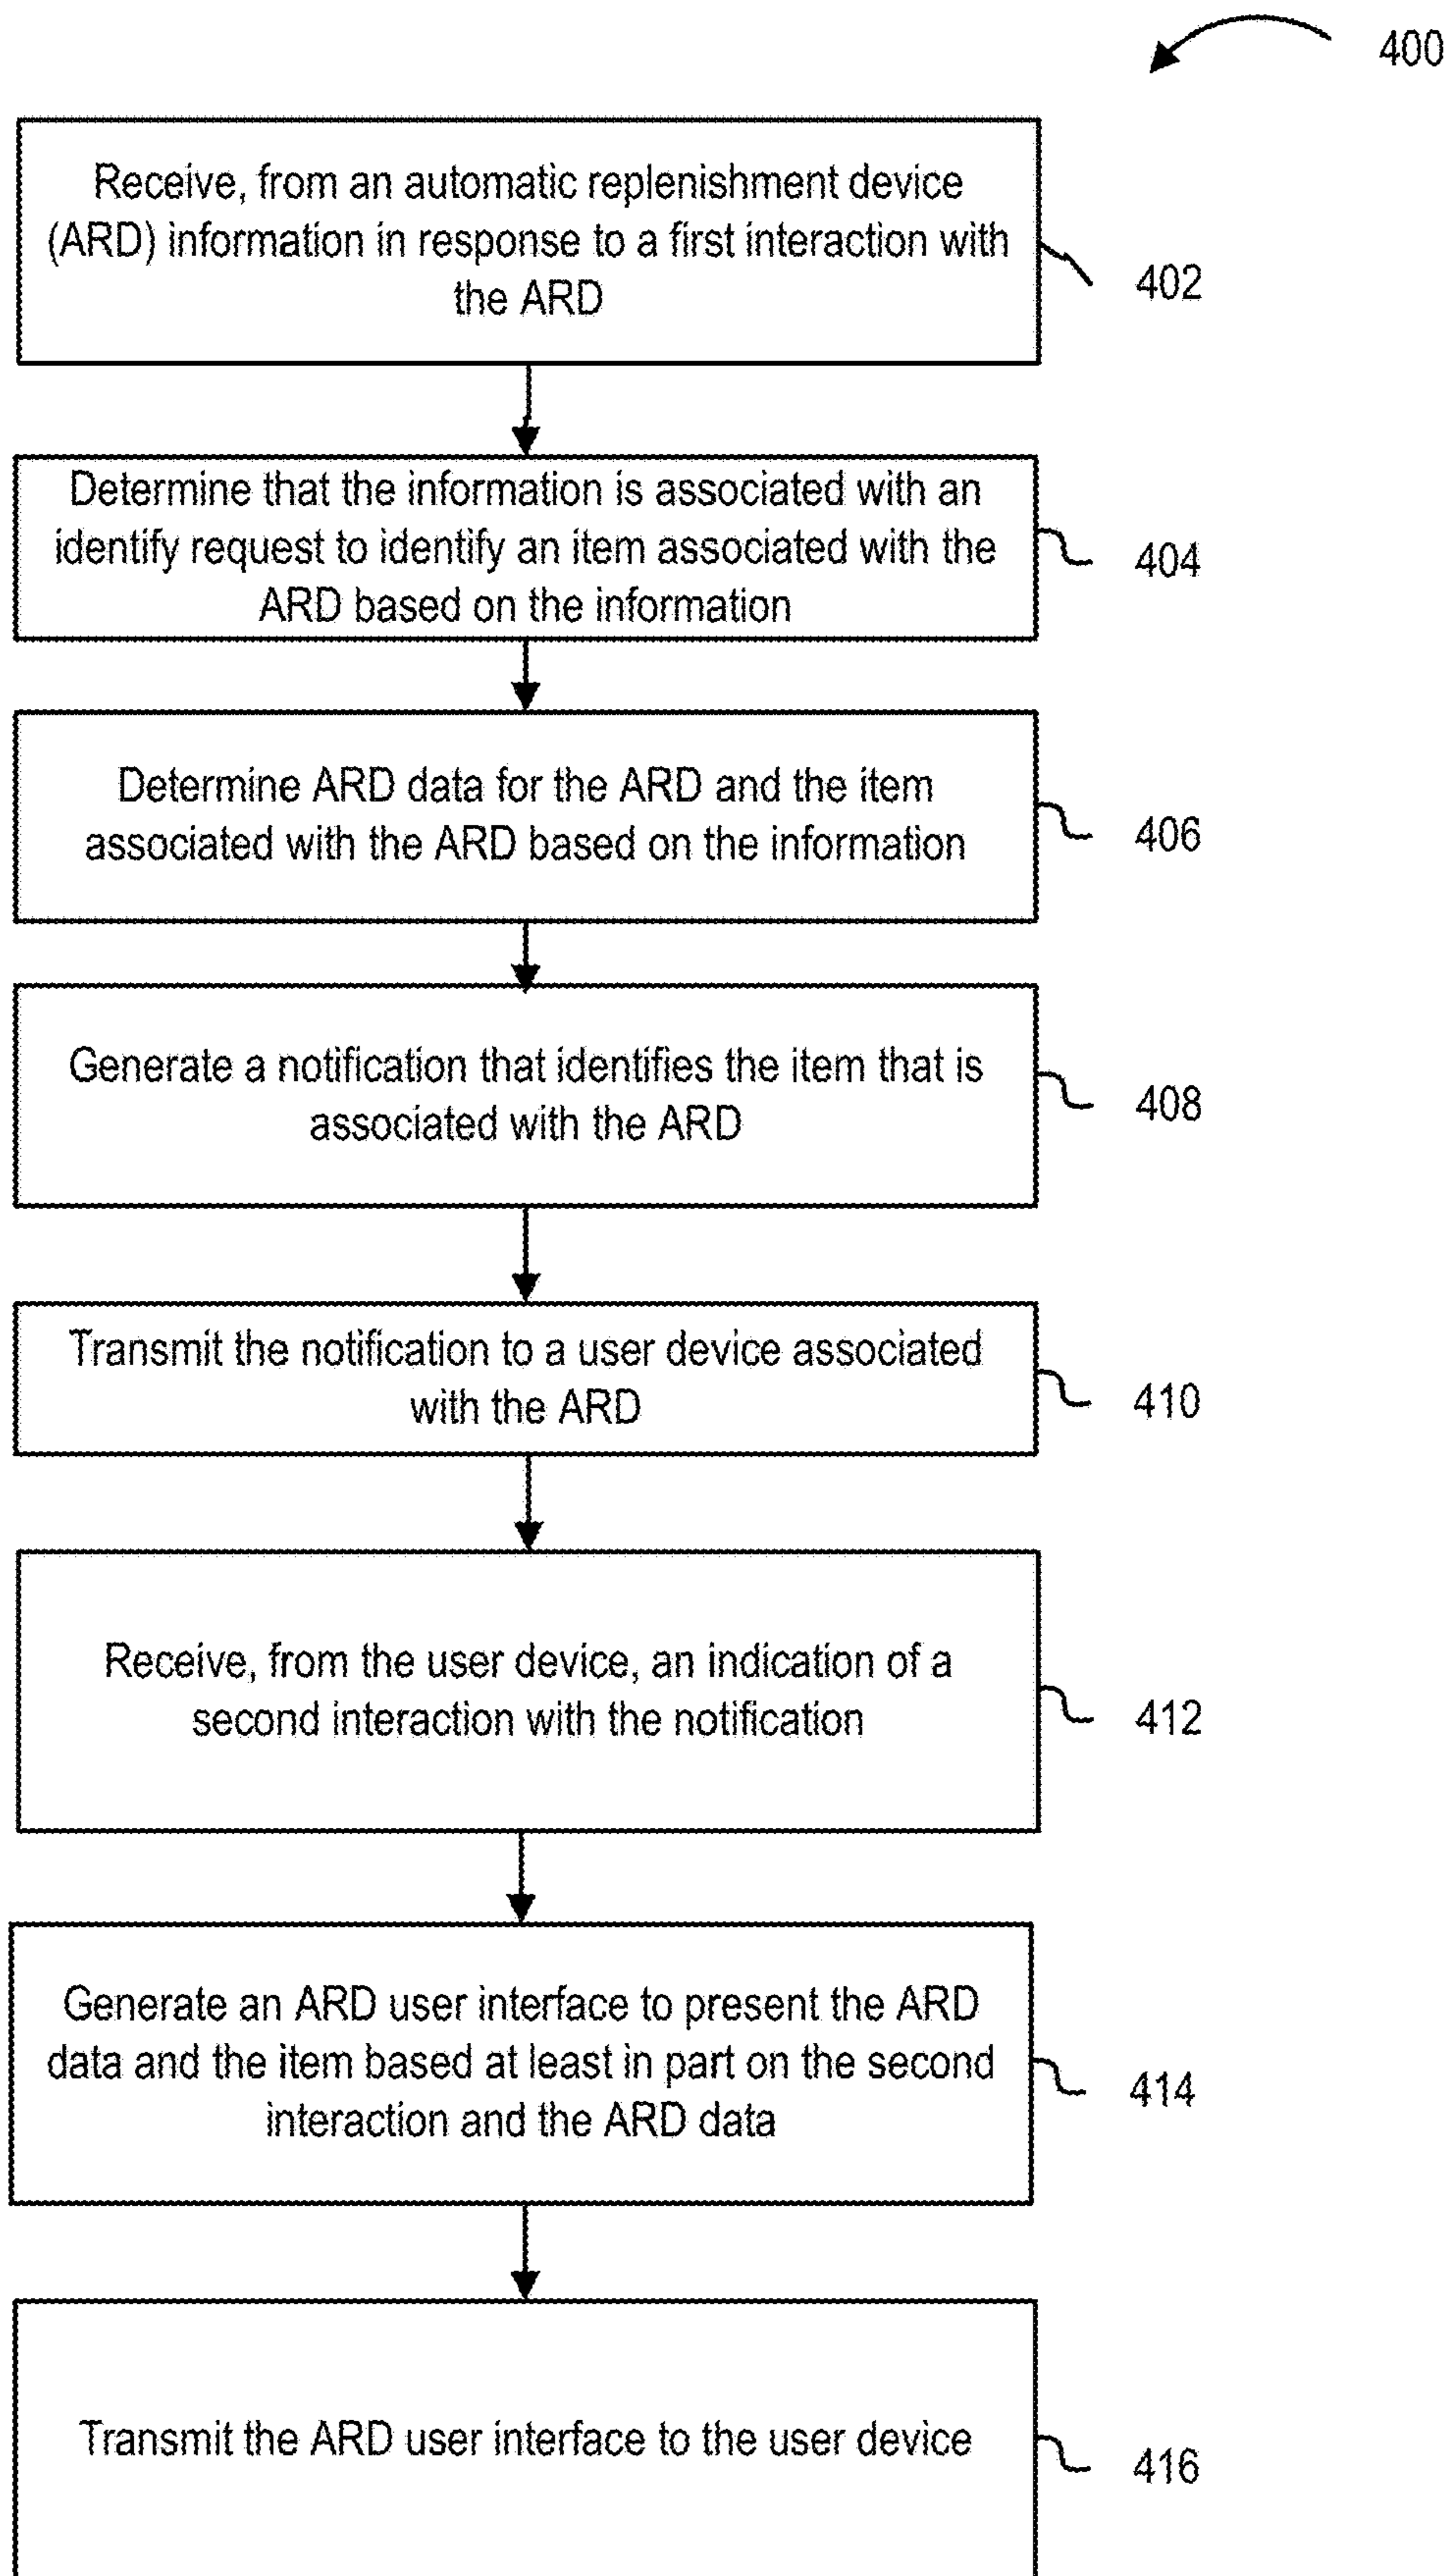 400
Receive, from an automatic replenishment device
(ARD) information in response to a first interaction with
the ARD
402
Determine that the information is associated with an
identify request to identify an item associated with the
ARD based on the information
404
Determine ARD data for the ARD and the item
associated with the ARD based on the information
406
Generate a notification that identifies the item that is
associated with the ARD
408
Transmit the notification to a user device associated
with the ARD
410
Receive, from the user device, an indication of a
second interaction with the notification
412
Generate an ARD user interface to present the ARD
data and the item based at least in part on the second
interaction and the ARD data
414
Transmit the ARD user interface to the user device
416